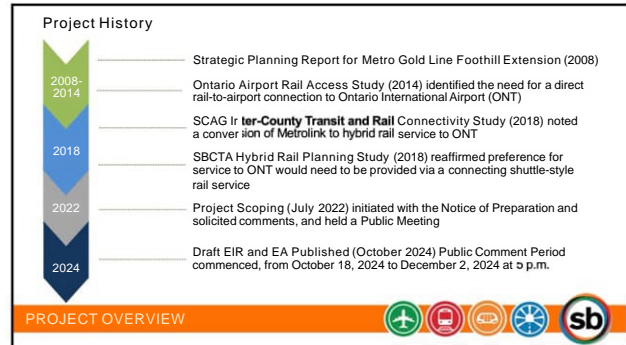 Project History
2008-
2014
Strategic Planning Report for Metro Gold Line Foothill Extension (2008)
Ontario Airport Rail Access Study (2014) identified the need for a direct
rail-to-airport connection to Ontario International Airport (ONT)
SCAG Inter-County Transit and Rail Connectivity Study (2018) noted
a conversion of Metrolink to hybrid rail service to ONT
2018
SBCTA Hybrid Rail Planning Study (2018) reaffirmed preference for
service to ONT would need to be provided via a connecting shuttle-style
rail service
2022
Project Scoping (July 2022) initiated with the Notice of Preparation and
solicited comments, and held a Public Meeting
2024
Draft EIR and EA Published (October 2024) Public Comment Period
commenced, from October 18, 2024 to December 2, 2024 at 5 p.m.
PROJECT OVERVIEW
sb